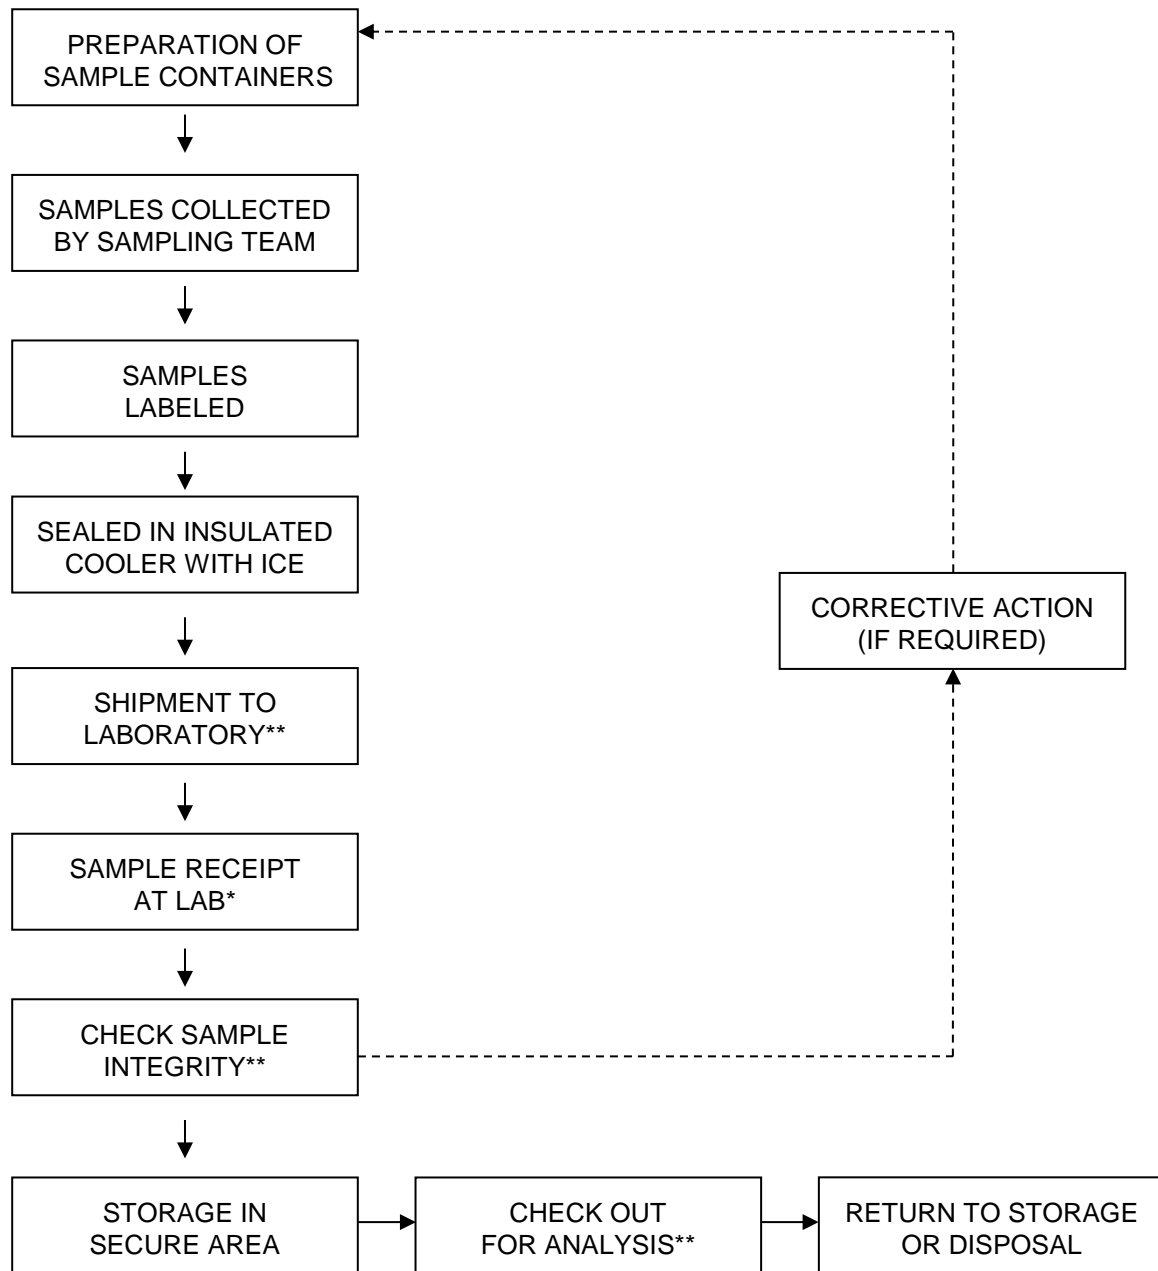 PREPARATION OF
SAMPLE CONTAINERS
SAMPLES COLLECTED
BY SAMPLING TEAM
SAMPLES
LABELED
SEALED IN INSULATED
COOLER WITH ICE
CORRECTIVE ACTION
(IF REQUIRED)
SHIPMENT TO
LABORATORY**
SAMPLE RECEIPT
AT LAB*
CHECK SAMPLE
INTEGRITY**
STORAGE IN
SECURE AREA
CHECK OUT
FOR ANALYSIS**
RETURN TO STORAGE
OR DISPOSAL